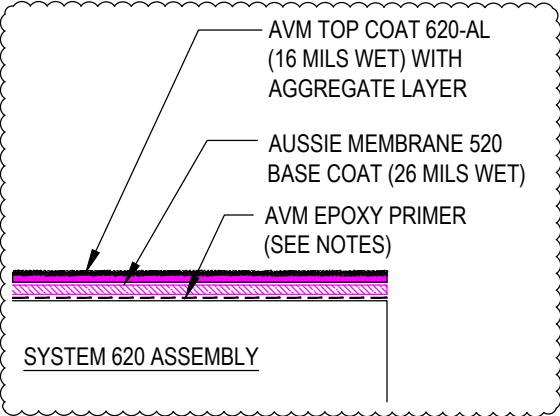 AVM TOP COAT 620-AL
(16 MILS WET) WITH
AGGREGATE LAYER
AUSSIE MEMBRANE 520
BASE COAT (26 MILS WET)
AVM EPOXY PRIMER
(SEE NOTES)
SYSTEM 620 ASSEMBLY